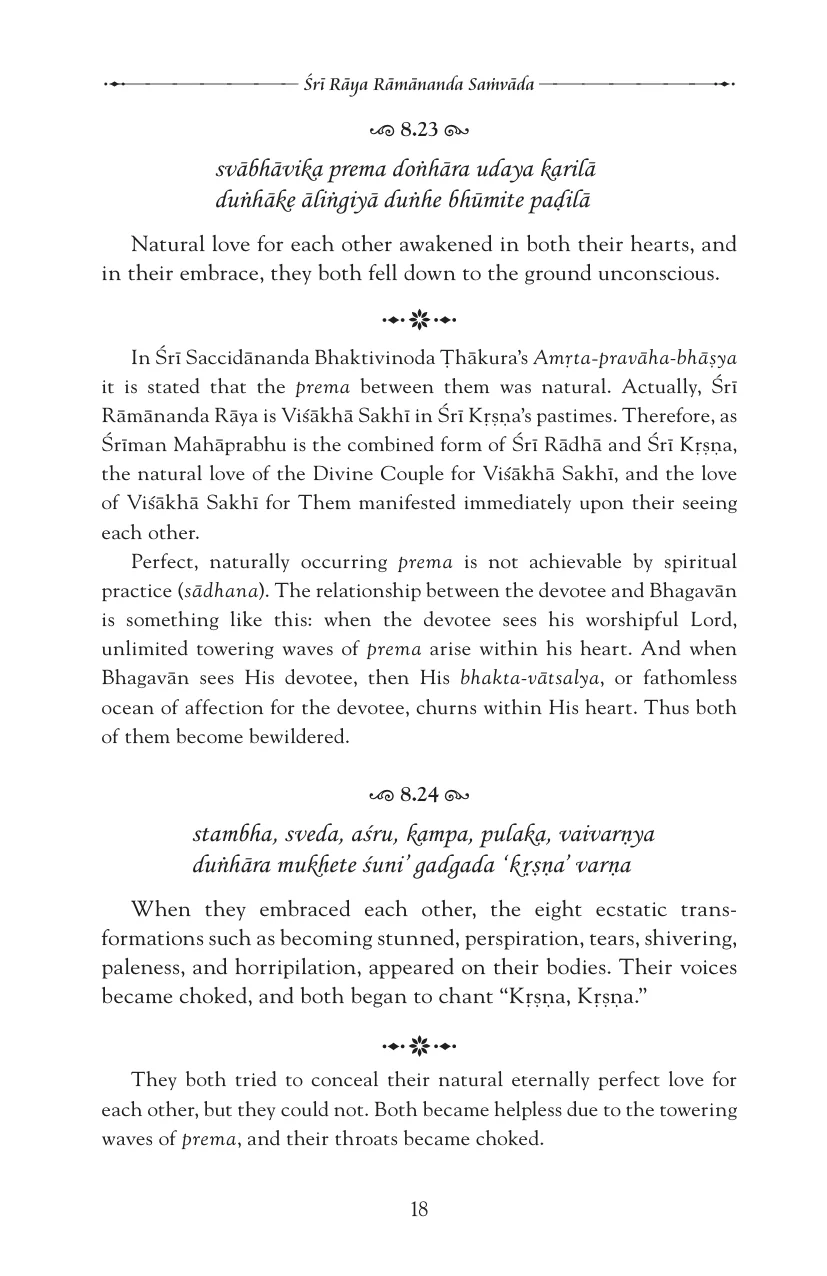 Śrī Rāya Rāmānanda Saṁvāda
8.23
svābhāvika prema doṅhāra udaya karilā
duṅhāke āliṅgiyā duṅhe bhūmite paḍilā
Natural love for each other awakened in both their hearts, and
in their embrace, they both fell down to the ground unconscious.
In Śrī Saccidānanda Bhaktivinoda Ṭhākura’s Amṛta-pravāha-bhāṣya
it is stated that the prema between them was natural. Actually, Śrī
Rāmānanda Rāya is Viśākhā Sakhī in Śrī Kṛṣṇa’s pastimes. Therefore, as
Śrīman Mahāprabhu is the combined form of Śrī Rādhā and Śrī Kṛṣṇa,
the natural love of the Divine Couple for Viśākhā Sakhī, and the love
of Viśākhā Sakhī for Them manifested immediately upon their seeing
each other.
Perfect, naturally occurring prema is not achievable by spiritual
practice (sādhana). The relationship between the devotee and Bhagavān
is something like this: when the devotee sees his worshipful Lord,
unlimited towering waves of prema arise within his heart. And when
Bhagavān sees His devotee, then His bhakta-vātsalya, or fathomless
ocean of affection for the devotee, churns within His heart. Thus both
of them become bewildered.
8.24
stambha, sveda, aśru, kampa, pulaka, vaivarṇya
duṅhāra mukhete śuni’ gadgada ‘kṛṣṇa’ varṇa
When they embraced each other, the eight ecstatic trans-
formations such as becoming stunned, perspiration, tears, shivering,
paleness, and horripilation, appeared on their bodies. Their voices
became choked, and both began to chant “Kṛṣṇa, Kṛṣṇa.”
They both tried to conceal their natural eternally perfect love for
each other, but they could not. Both became helpless due to the towering
waves of prema, and their throats became choked.
18